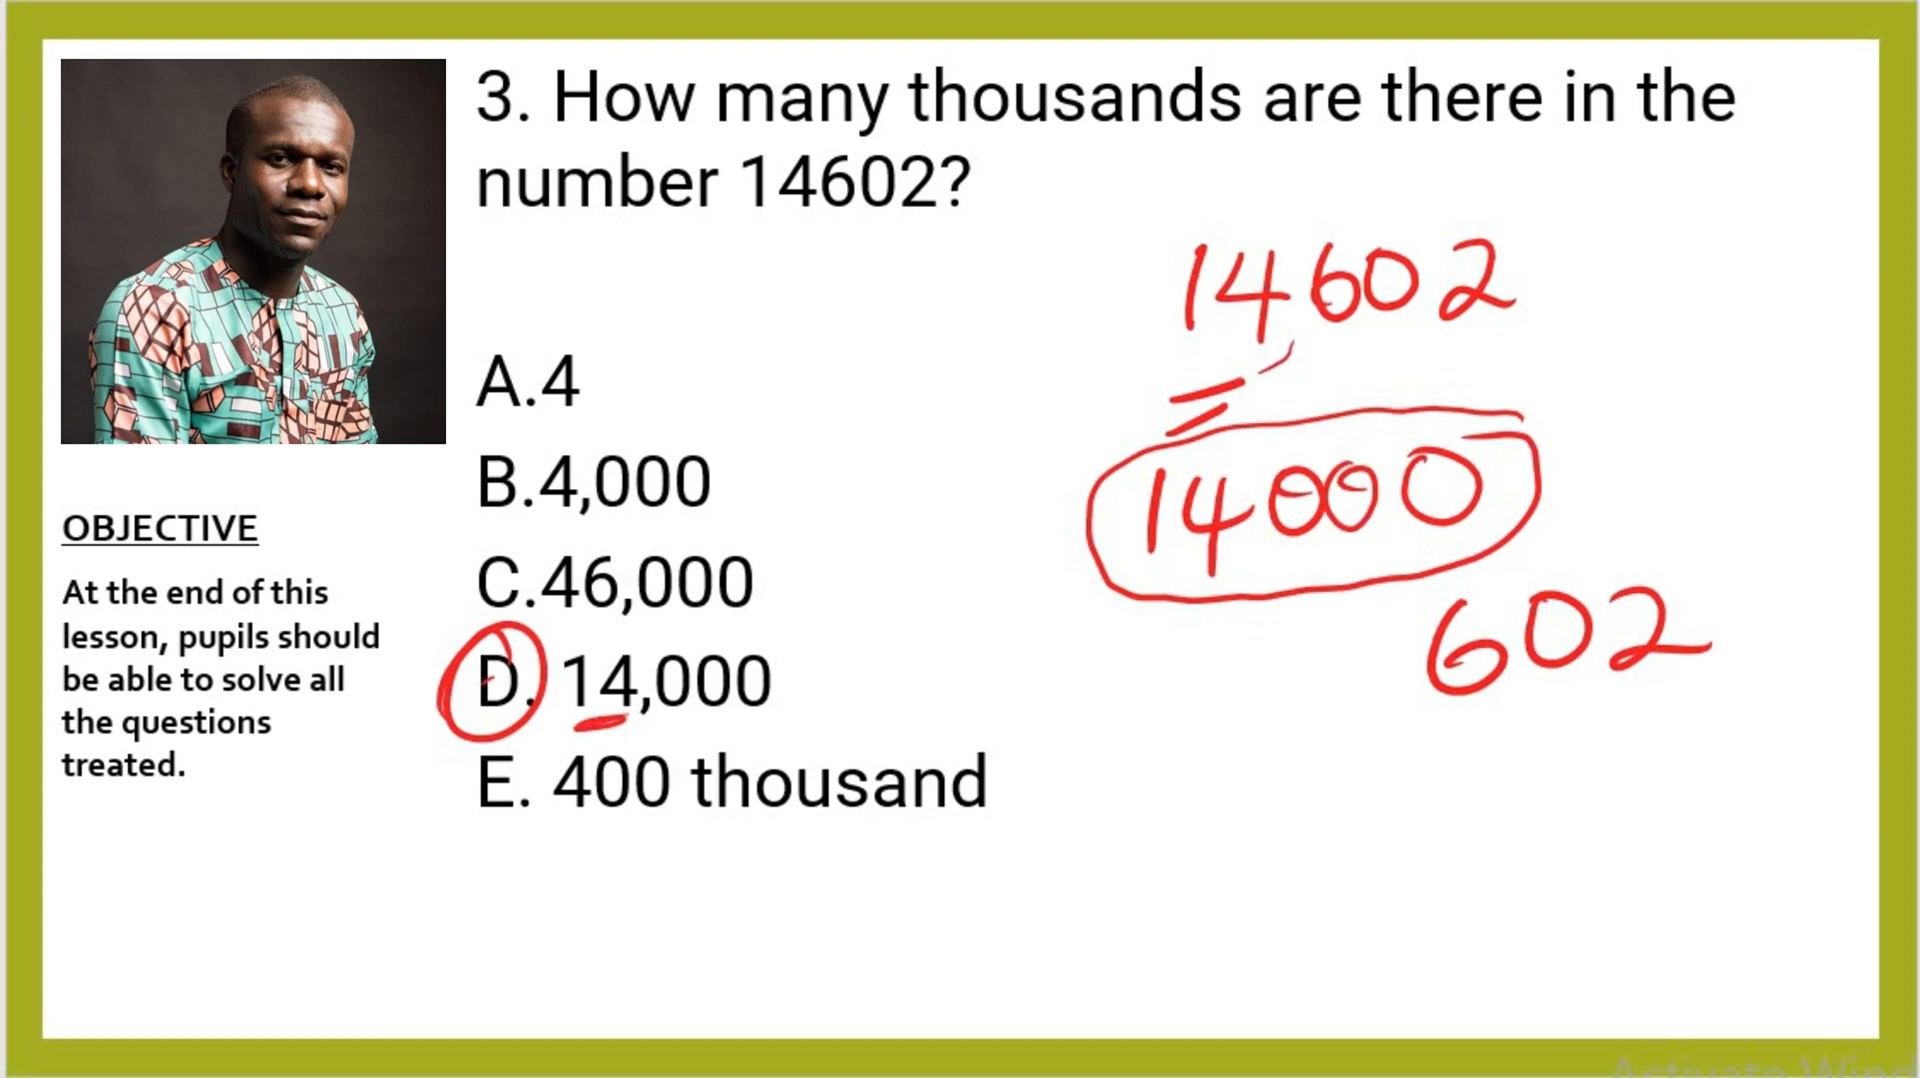 3. How many thousands are there in the
number 14602?
14602
A.4
B.4,000
14000
C.46,000
602
D. 14,000
E. 400 thousand
OBJECTIVE
At the end of this
lesson, pupils should
be able to solve all
the questions
treated.